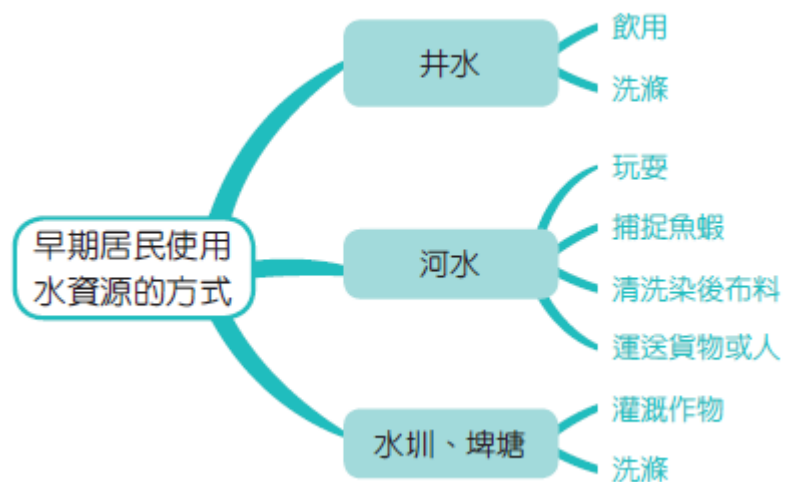 早期居民使用
水資源的方式
井水
飲用
洗滌
河水
玩耍
捕捉魚蝦
清洗染後布料
運送貨物或人
水圳、埤塘
灌溉作物
洗滌